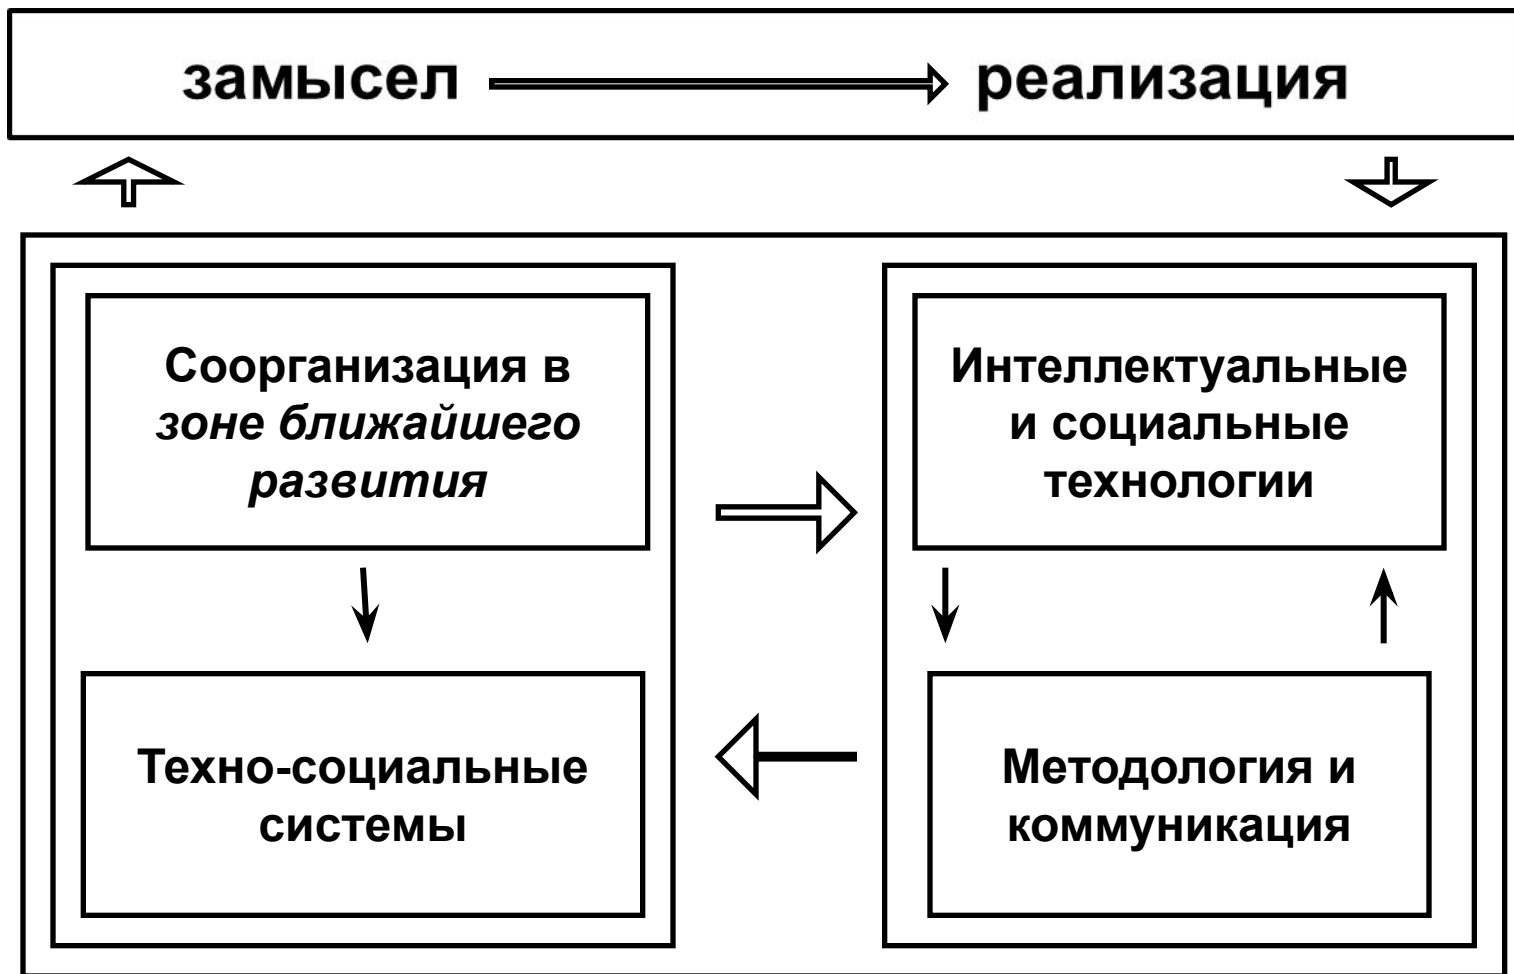 замысел реализация
Соорганизация в
зоне ближайшего
развития
Интеллектуальные
и социальные
технологии
Техно-социальные
системы
Методология и
коммуникация